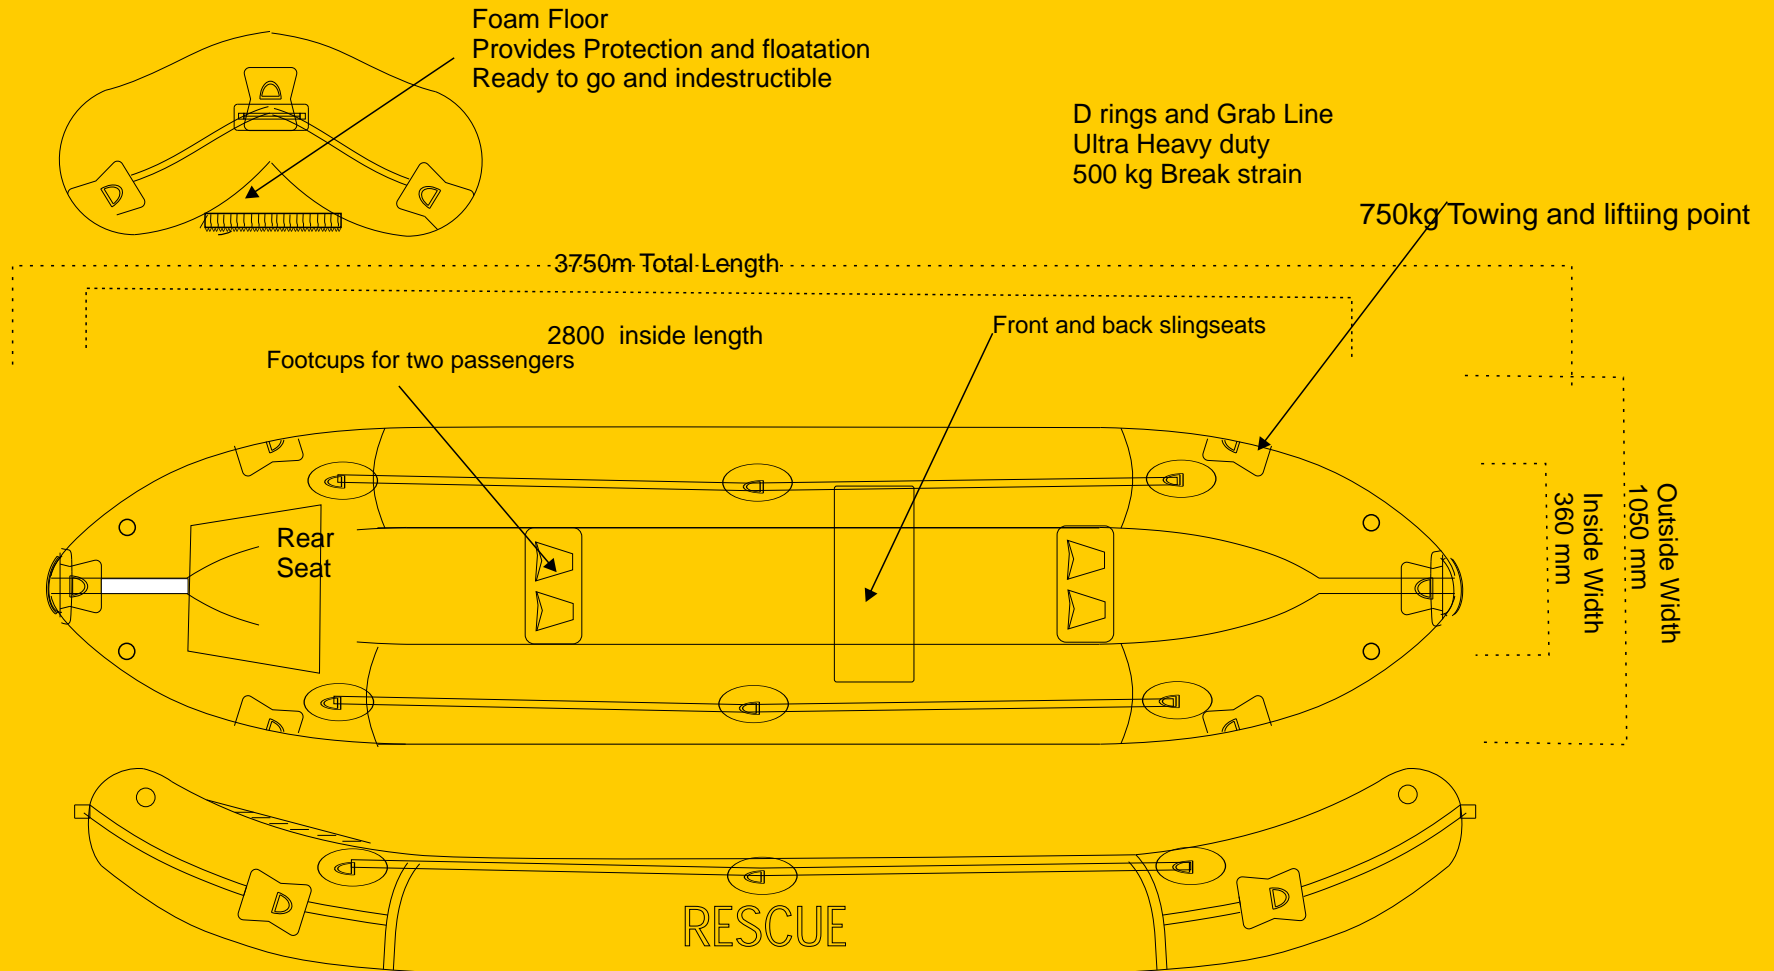 Foam Floor
Provides Protection and floatation
Ready to go and indestructible
D rings and Grab Line
Ultra Heavy duty
500 kg Break strain
750kg Towing and liftiing point
3750m Total Length
2800 inside length
Front and back slingseats
Footcups for two passengers
Rear
Seat
Outside Width
1050 mm
Inside Width
360 mm
RESCUE